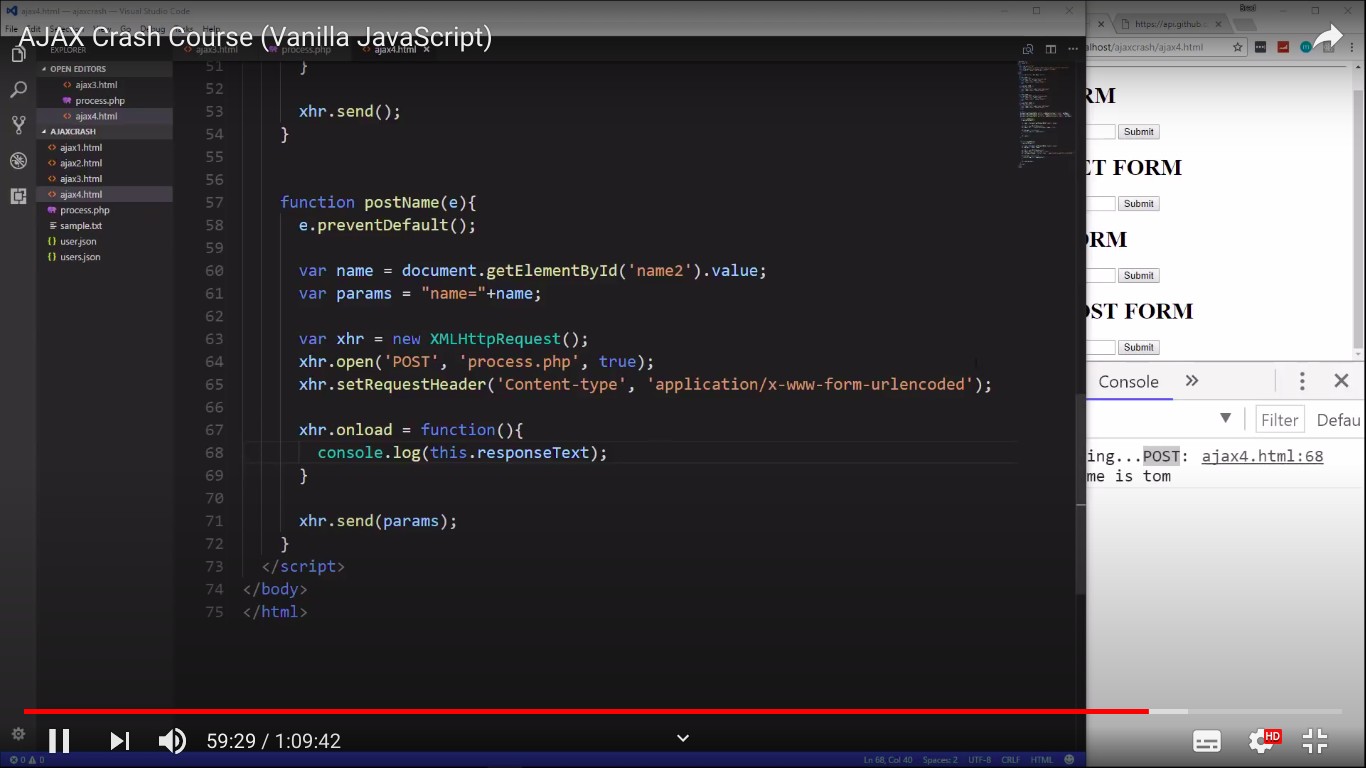 ajax4.html — ajaxcrash — Visual Studio Code
AJAX Crash Course (Vanilla JavaScript)
EXPLORER
ajax3.html
process.php
ajax4.html
OPEN EDITORS
ajax3.html
process.php
ajax4.html
AJAXCRASH
ajax1.html
ajax2.html
ajax3.html
ajax4.html
process.php
sample.txt
user.json
users.json
51 }
52
53 xhr.send();
54 }
55
56
57 function postName(e){
58 e.preventDefault();
59
60 var name = document.getElementById('name2').value;
61 var params = "name="+name;
62
63 var xhr = new XMLHttpRequest();
64 xhr.open('POST', 'process.php', true);
65 xhr.setRequestHeader('Content-type', 'application/x-www-form-urlencoded');
66
67 xhr.onload = function(){
68 console.log(this.responseText);
69 }
70
71 xhr.send(params);
72 }
73 </script>
74 </body>
75 </html>
https://api.github.c
alhost/ajaxcrash/ajax4.html
RM
Submit
ET FORM
Submit
ORM
Submit
OST FORM
Submit
Console
Filter Defau
ing...POST: ajax4.html:68
me is tom
59:29 / 1:09:42
HD
0 0
Ln 68, Col 40 Spaces: 2 UTF-8 CRLF HTML